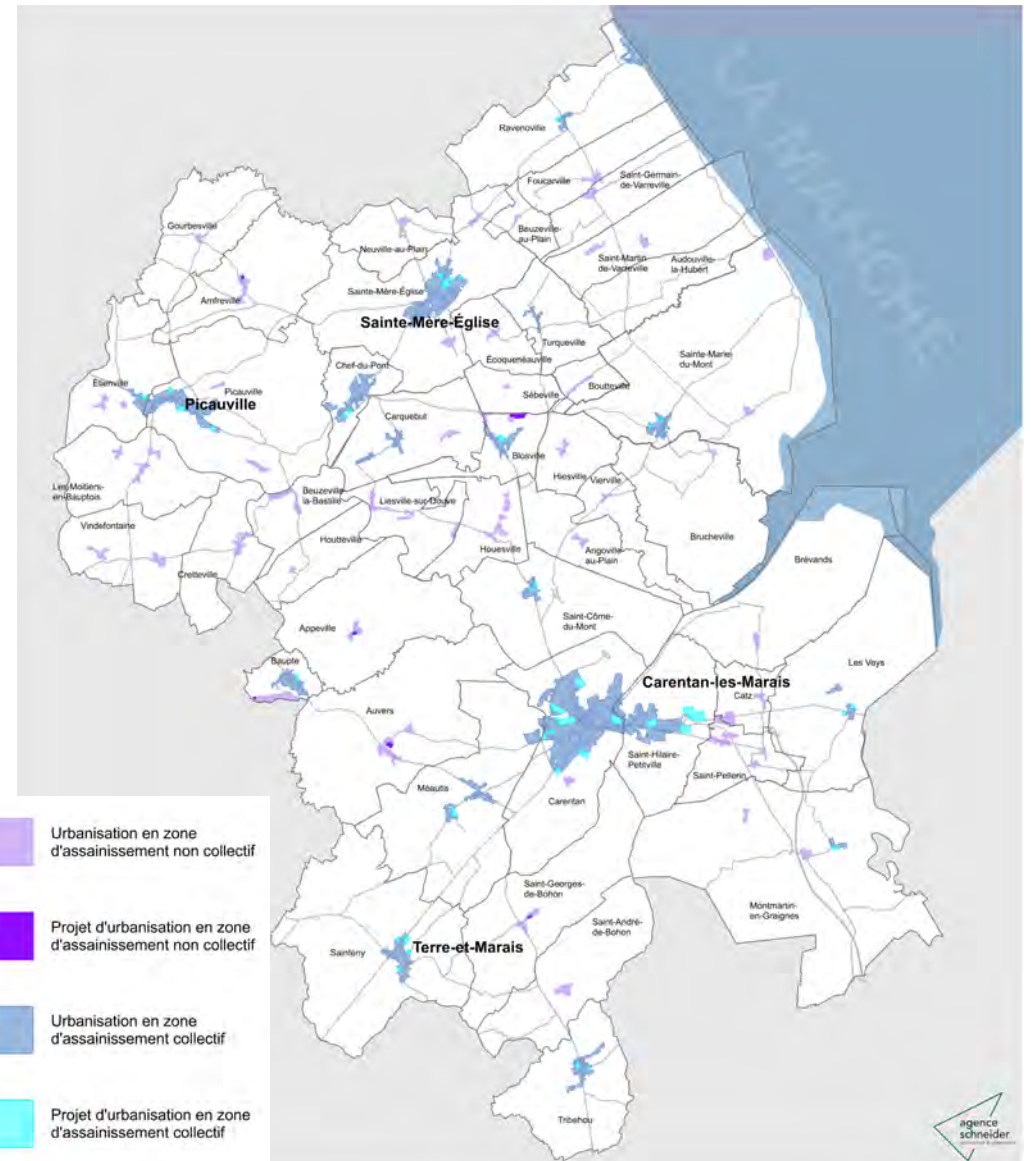 LA MANCHE
Ravenoville
Foucarville
Saint-Germain-
de-Varreville
Gourbesville
Neuville-au-Plain
Beuzeville-
au-Plain
Saint-Martin
de-Varreville
Audouville-
la-Hubert
Amfreville
Sainte-Mère-Église
Sainte-Mère-Église
Turqueville
Écoquenéauville
Sainte-Marie-
du-Mont
Chef-du-Pont
Étienville
Picauville
Picauville
Sébeville
Boutteville
Carquebut
Blosville
Hiesville
Vierville
Les Moitiers-
en-Bauptois
Beuzeville-
la-Bastille
Liesville-sur-Douve
Vindefontaine
Houtteville
Houesville
Angoville-
au-Plain
Brucheville
Cretteville
Brévands
Appeville
Saint-Côme-
du-Mont
Baupte
Les Veys
Carentan-les-Marais
Catz
Auvers
Saint-Hilaire-
Petitville
Saint-Pellerin
Méautis
Carentan
Saint-Georges-
de-Bohon
Montmartin-
en-Graignes
Saint-André-
de-Bohon
Sainteny
Terre-et-Marais
Tribehou
Urbanisation en zone
d'assainissement non collectif
Projet d'urbanisation en zone
d'assainissement non collectif
Urbanisation en zone
d'assainissement collectif
Projet d'urbanisation en zone
d'assainissement collectif
agence
schneider